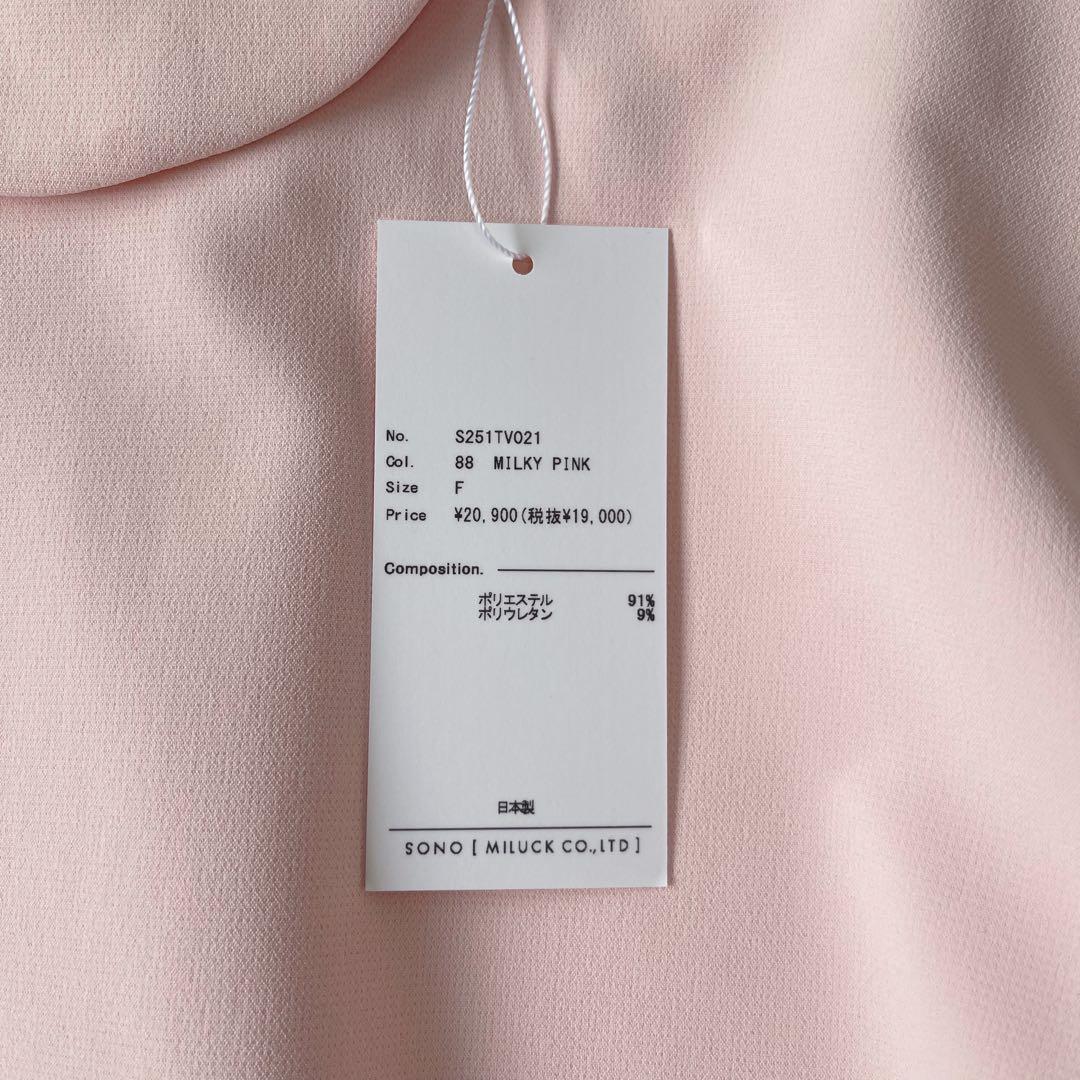 No. S251TV021
Col. 88 MILKY PINK
Size F
Price ¥20,900(税抜¥19,000)
Composition.
ポリエステル 91%
ポリウレタン 9%
日本製
SONO [ MILUCK CO.,LTD ]